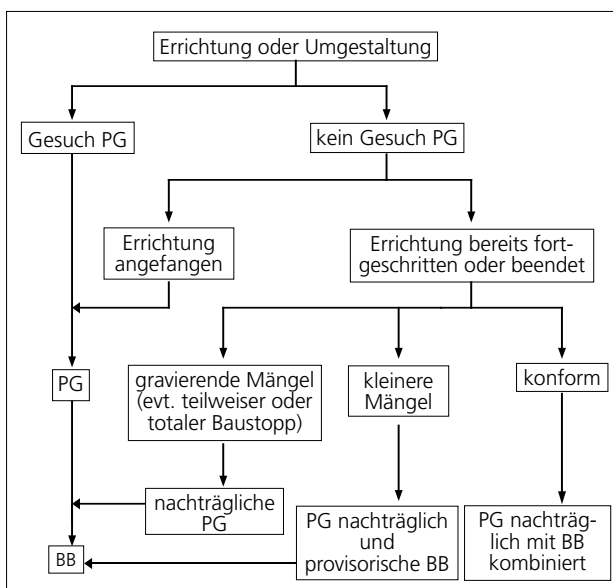 Errichtung oder Umgestaltung
Gesuch PG
kein Gesuch PG
Errichtung
angefangen
Errichtung bereits fort-
geschritten oder beendet
PG
gravierende Mängel
(evt. teilweiser oder
totaler Baustopp)
kleinere
Mängel
konform
nachträgliche
PG
BB
PG nachträglich
und
provisorische BB
PG nachträg-
lich mit BB
kombiniert